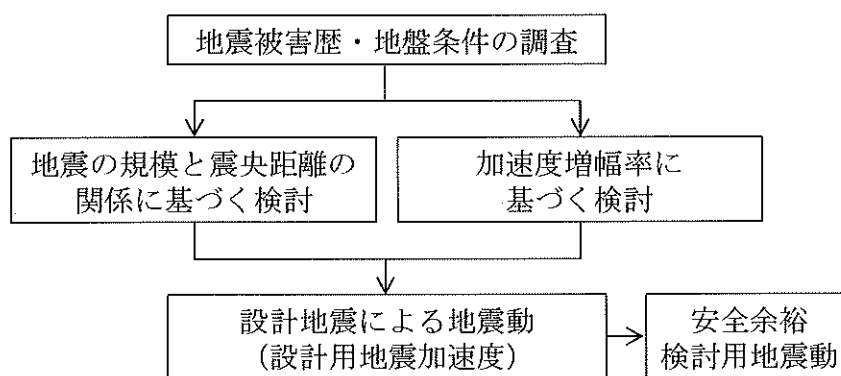 地震被害歴・地盤条件の調査
地震の規模と震央距離の
関係に基づく検討
加速度増幅率に
基づく検討
設計地震による地震動
（設計用地震加速度）
安全余裕
検討用地震動